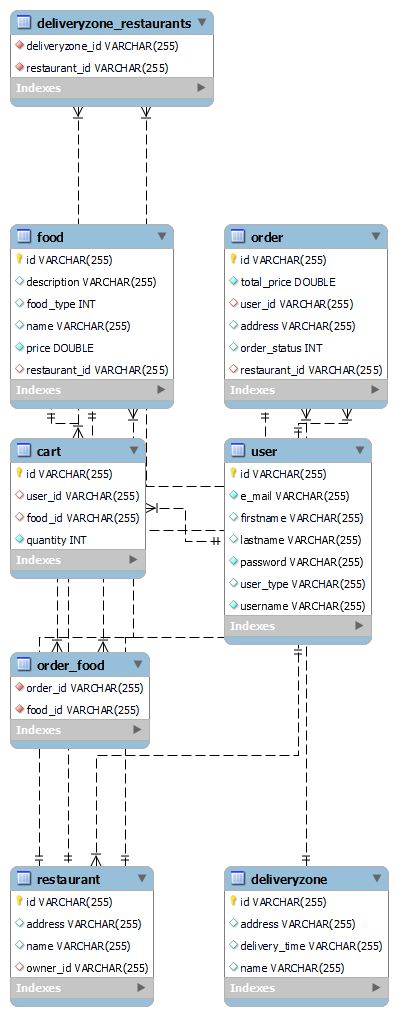 deliveryzone_restaurants
deliveryzone_id VARCHAR(255)
restaurant_id VARCHAR(255)
Indexes
food
id VARCHAR(255)
description VARCHAR(255)
food_type INT
name VARCHAR(255)
price DOUBLE
restaurant_id VARCHAR(255)
Indexes
order
id VARCHAR(255)
total_price DOUBLE
user_id VARCHAR(255)
address VARCHAR(255)
order_status INT
restaurant_id VARCHAR(255)
Indexes
cart
id VARCHAR(255)
user_id VARCHAR(255)
food_id VARCHAR(255)
quantity INT
Indexes
user
id VARCHAR(255)
e_mail VARCHAR(255)
firstname VARCHAR(255)
lastname VARCHAR(255)
password VARCHAR(255)
user_type VARCHAR(255)
username VARCHAR(255)
Indexes
order_food
order_id VARCHAR(255)
food_id VARCHAR(255)
Indexes
restaurant
id VARCHAR(255)
address VARCHAR(255)
name VARCHAR(255)
owner_id VARCHAR(255)
Indexes
deliveryzone
id VARCHAR(255)
address VARCHAR(255)
delivery_time VARCHAR(255)
name VARCHAR(255)
Indexes